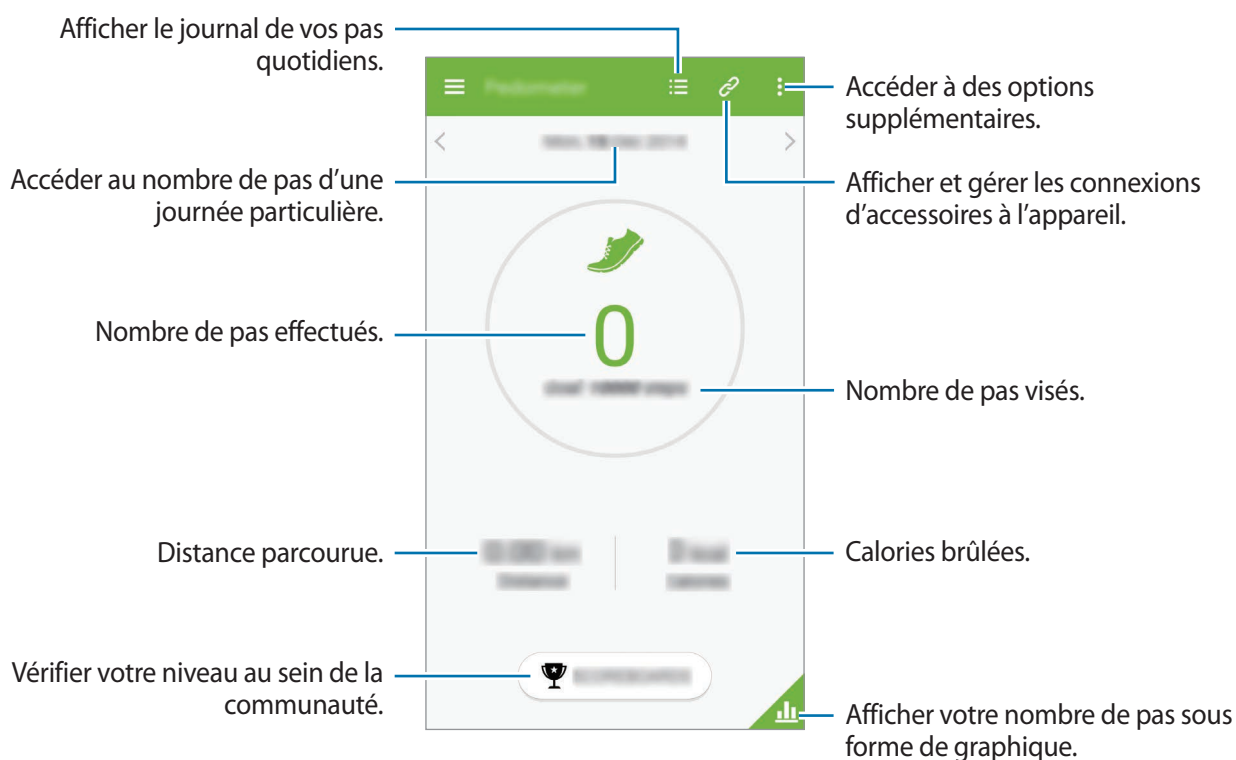 Afficher le journal de vos pas
quotidiens.
Accéder à des options
supplémentaires.
Accéder au nombre de pas d'une
journée particulière.
Afficher et gérer les connexions
d'accessoires à l'appareil.
Nombre de pas effectués.
0
Nombre de pas visés.
Distance parcourue.
Calories brûlées.
Vérifier votre niveau au sein de la
communauté.
Afficher votre nombre de pas sous
forme de graphique.